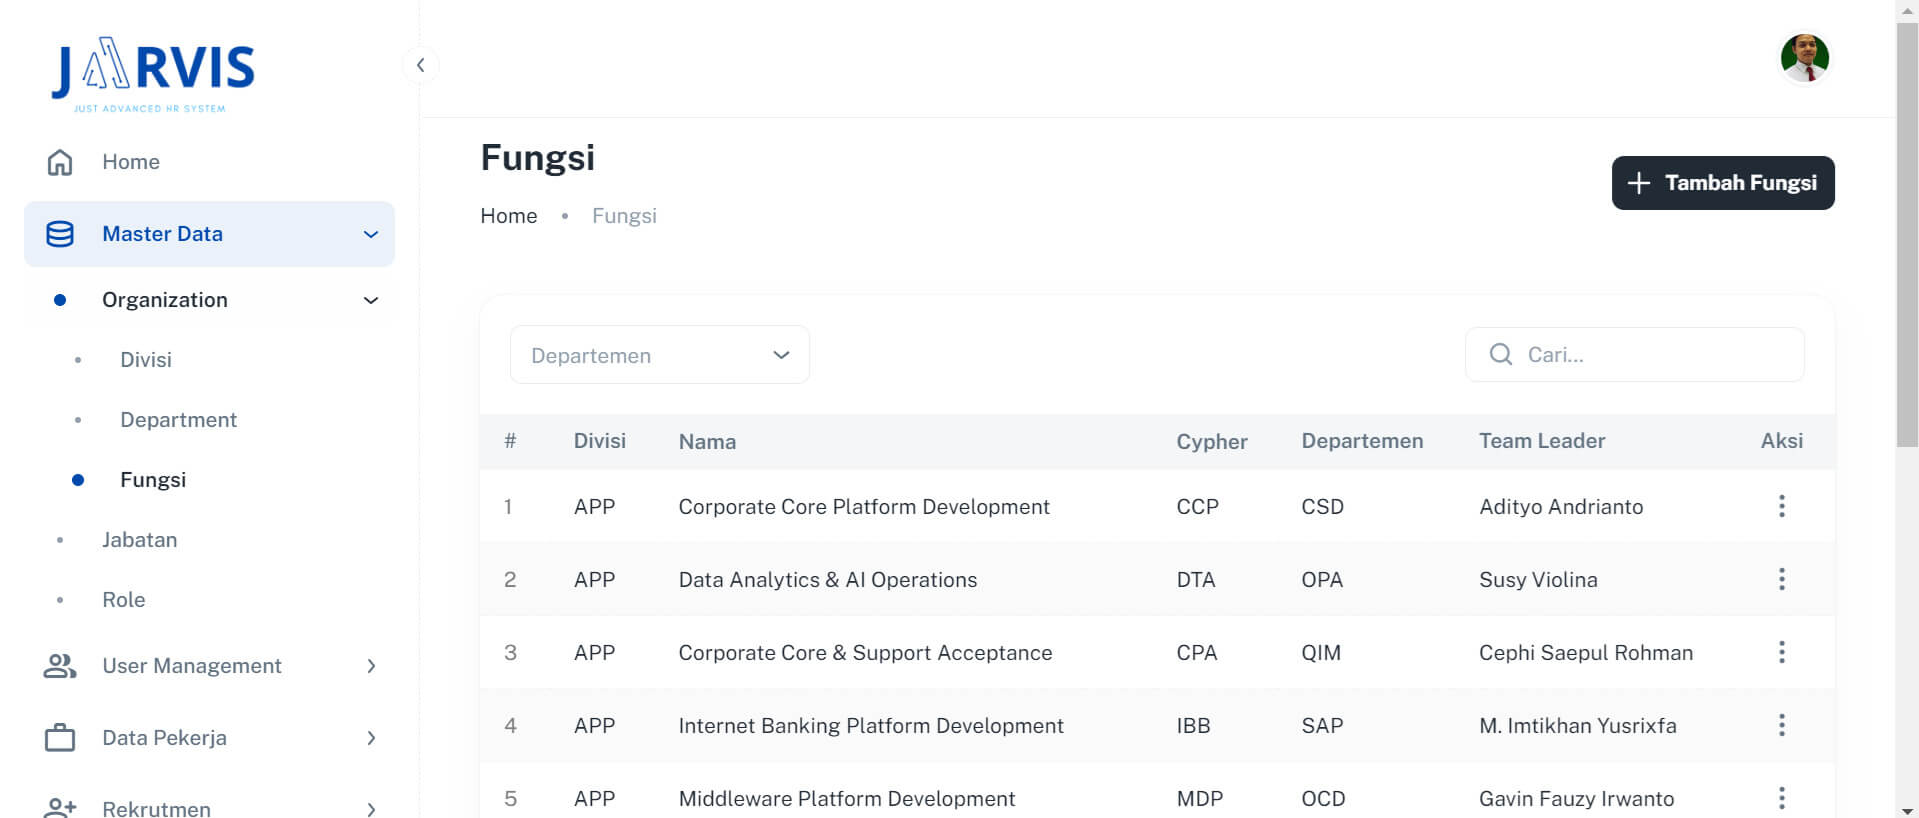 JARVIS
JUST ADVANCED HR SYSTEM
Home
Master Data
Organization
Divisi
Department
Fungsi
Jabatan
Role
User Management
Data Pekerja
Rekrutmen
Fungsi
Home • Fungsi
Tambah Fungsi
Departemen
Cari...
# Divisi Nama Cypher Departemen Team Leader Aksi
1 APP Corporate Core Platform Development CCP CSD Adityo Andrianto
2 APP Data Analytics & AI Operations DTA OPA Susy Violina
3 APP Corporate Core & Support Acceptance CPA QIM Cephi Saepul Rohman
4 APP Internet Banking Platform Development IBB SAP M. Imtikhan Yusrixfa
5 APP Middleware Platform Development MDP OCD Gavin Fauzy Irwanto